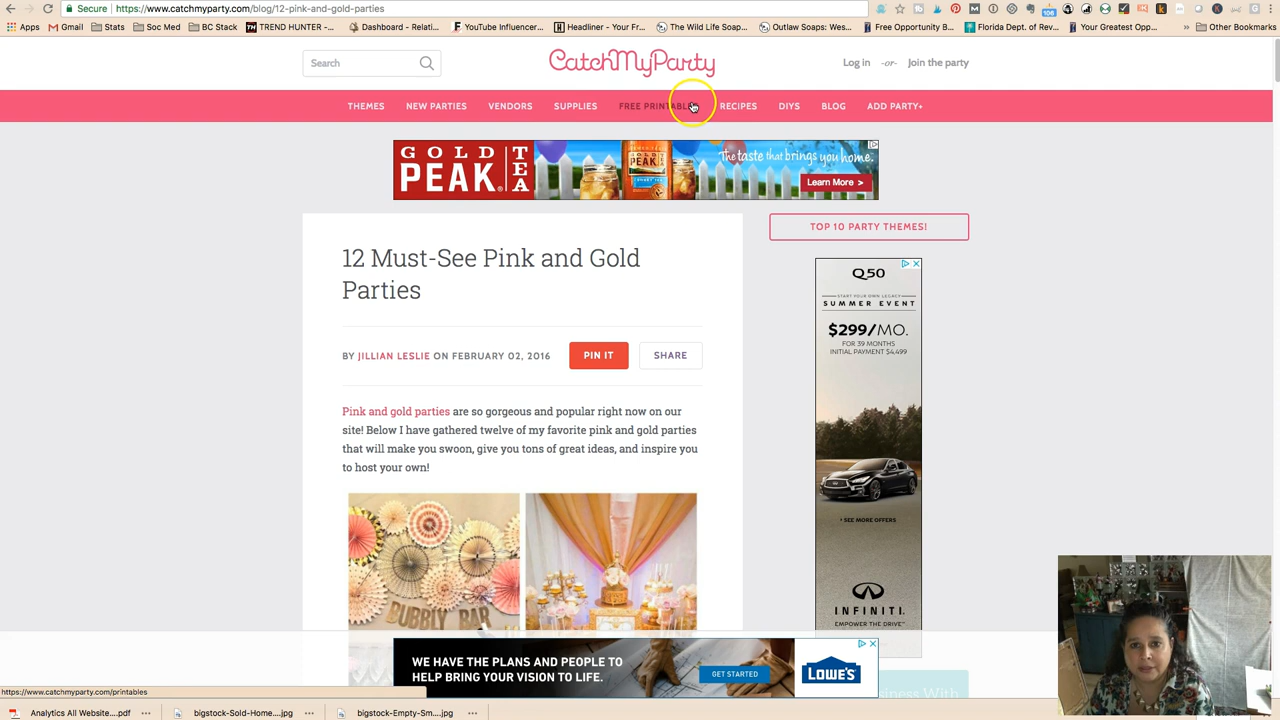 Secure
https://www.catchmyparty.com/blog/12-pink-and-gold-parties
Apps
Gmail
Stats
Soc Med
BC Stack
TREND HUNTER -...
Dashboard - Relati...
YouTube Influencer...
Headliner - Your Fr...
The Wild Life Soap...
Outlaw Soaps: Wes...
Free Opportunity B...
Florida Dept. of Rev...
Your Greatest Opp...
»
Other Bookmarks
Search
CatchMyParty
Log in -or- Join the party
THEMES
NEW PARTIES
VENDORS
SUPPLIES
FREE PRINTABLES
RECIPES
DIYS
BLOG
ADD PARTY+
GOLD PEAK® TEA
The taste that brings you home.
Learn More >
12 Must-See Pink and Gold
Parties
BY JILLIAN LESLIE ON FEBRUARY 02, 2016
PIN IT
SHARE
Pink and gold parties are so gorgeous and popular right now on our
site! Below I have gathered twelve of my favorite pink and gold parties
that will make you swoon, give you tons of great ideas, and inspire you
to host your own!
BUBBLY BAR
TOP 10 PARTY THEMES!
Q50
START YOUR OWN LEGACY
SUMMER EVENT
$299/MO.
FOR 39 MONTHS
INITIAL PAYMENT $4,499
+ SEE MORE OFFERS
INFINITI.
EMPOWER THE DRIVE™
WE HAVE THE PLANS AND PEOPLE TO
HELP BRING YOUR VISION TO LIFE.
GET STARTED
LOWE'S
Business With
https://www.catchmyparty.com/printables
Analytics All Website....pdf
bigstock-Sold-Home....jpg
bigstock-Empty-Sm....jpg